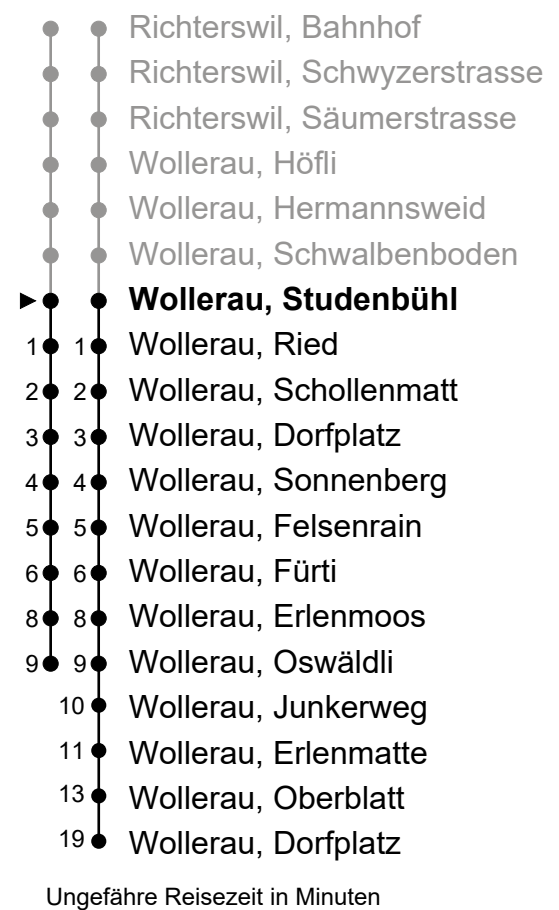 Richterswil, Bahnhof
Richterswil, Schwyzerstrasse
Richterswil, Säumerstrasse
Wollerau, Höfli
Wollerau, Hermannsweid
Wollerau, Schwalbenboden
Wollerau, Studenbühl
1 1 Wollerau, Ried
2 2 Wollerau, Schollenmatt
3 3 Wollerau, Dorfplatz
4 4 Wollerau, Sonnenberg
5 5 Wollerau, Felsenrain
6 6 Wollerau, Fürti
8 8 Wollerau, Erlenmoos
9 9 Wollerau, Oswäldli
10 Wollerau, Junkerweg
11 Wollerau, Erlenmatte
13 Wollerau, Oberblatt
19 Wollerau, Dorfplatz
Ungefähre Reisezeit in Minuten